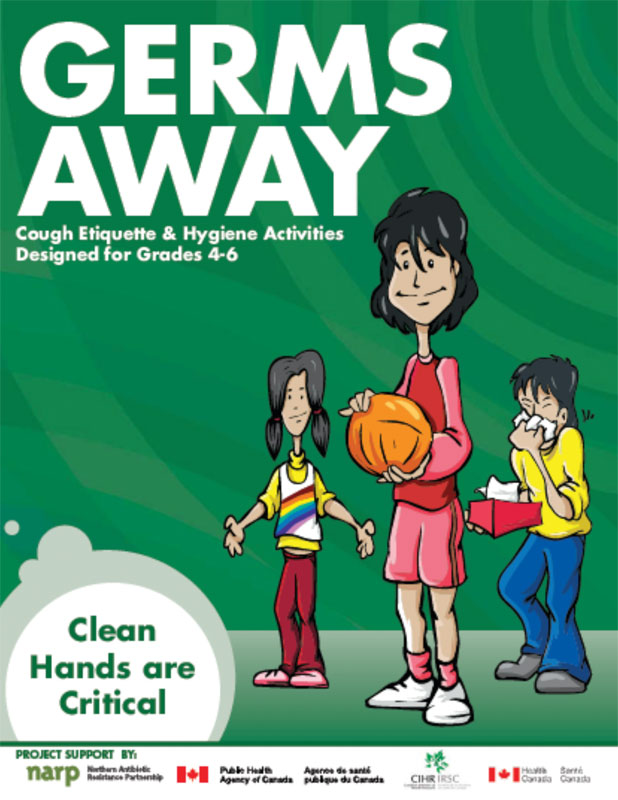 GERMS
AWAY
Cough Etiquette & Hygiene Activities
Designed for Grades 4-6
Clean
Hands are
Critical
PROJECT SUPPORT BY:
narp
Northern Antibiotic
Resistance Partnership
Public Health
Agency of Canada
Agence de santé
publique du Canada
CIHR IRSC
Health
Canada
Santé
Canada